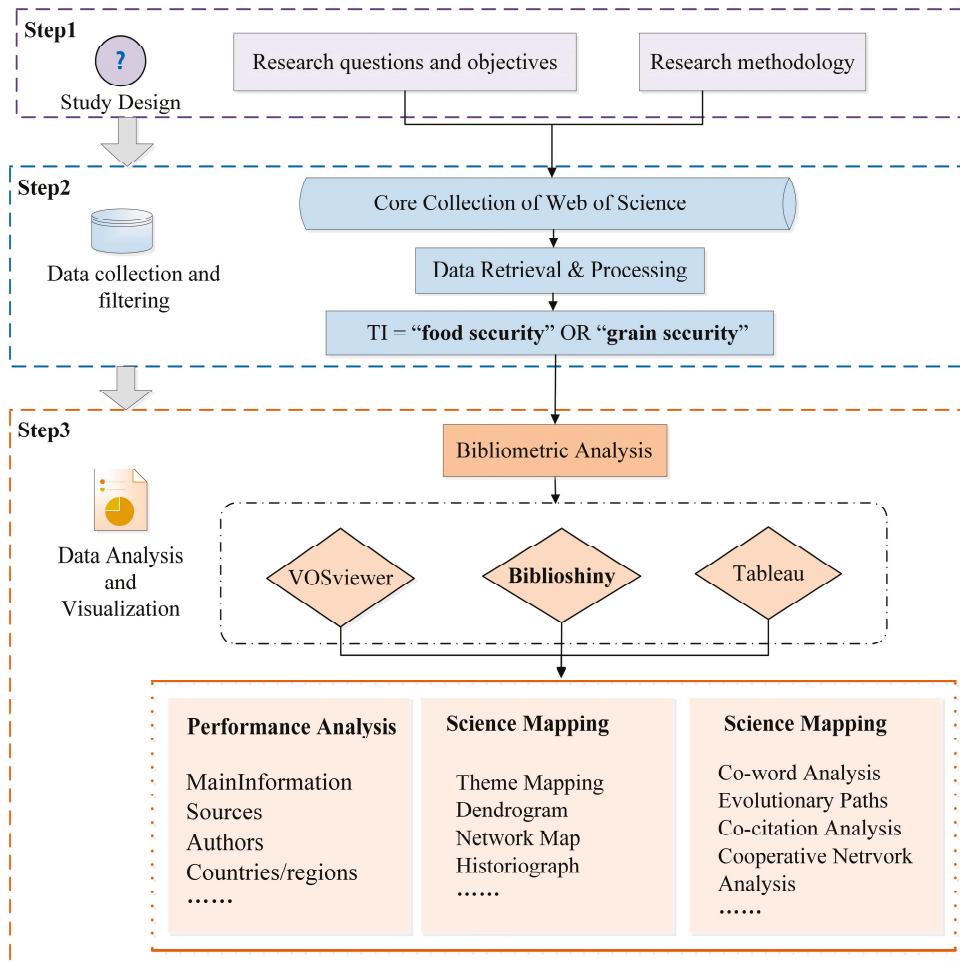 Step1
?
Study Design
Research questions and objectives
Research methodology
Step2
Data collection and
filtering
Core Collection of Web of Science
Data Retrieval & Processing
TI = “food security” OR “grain security”
Step3
Data Analysis
and
Visualization
Bibliometric Analysis
VOSviewer
Biblioshiny
Tableau
Performance Analysis
MainInformation
Sources
Authors
Countries/regions
……
Science Mapping
Theme Mapping
Dendrogram
Network Map
Historiograph
……
Science Mapping
Co-word Analysis
Evolutionary Paths
Co-citation Analysis
Cooperative Netrvork
Analysis
……